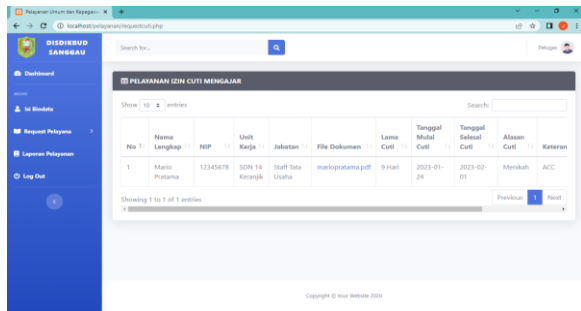 Pelayanan Umum dan Kepegawai
localhost/pelayanan/requestcuti.php
DISDIKBUD
SANGGAU
Search for...
Petugas
Dashboard
Isi Biodata
Request Pelayana
Laporan Pelayanan
Log Out
PELAYANAN IZIN CUTI MENGAJAR
Show 10 entries
Search:
No Nama Lengkap NIP Unit Kerja Jabatan File Dokumen Lama Cuti Tanggal Mulai Cuti Tanggal Selesai Cuti Alasan Cuti Keteran
1 Mario Pratama 12345678 SDN 14 Keranjik Staff Tata Usaha mariopratama.pdf 9 Hari 2023-01-24 2023-02-01 Menikah ACC
Showing 1 to 1 of 1 entries
Previous 1 Next
Copyright © Your Website 2020